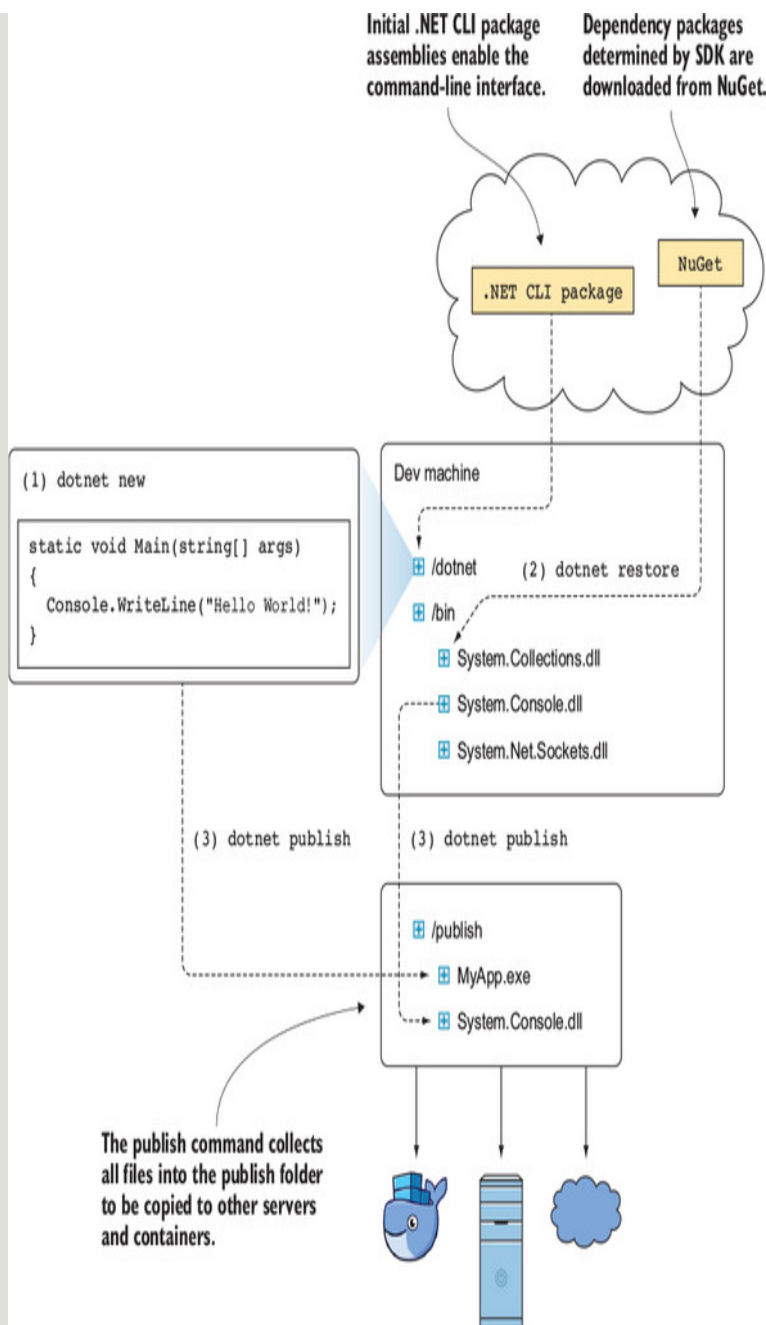 Initial .NET CLI package
assemblies enable the
command-line interface.
Dependency packages
determined by SDK are
downloaded from NuGet.
NuGet
.NET CLI package
(1) dotnet new
static void Main(string[] args)
{
Console.WriteLine("Hello World!");
}
Dev machine
/dotnet
(2) dotnet restore
/bin
System.Collections.dll
System.Console.dll
System.Net.Sockets.dll
(3) dotnet publish
(3) dotnet publish
/publish
MyApp.exe
System.Console.dll
The publish command collects
all files into the publish folder
to be copied to other servers
and containers.